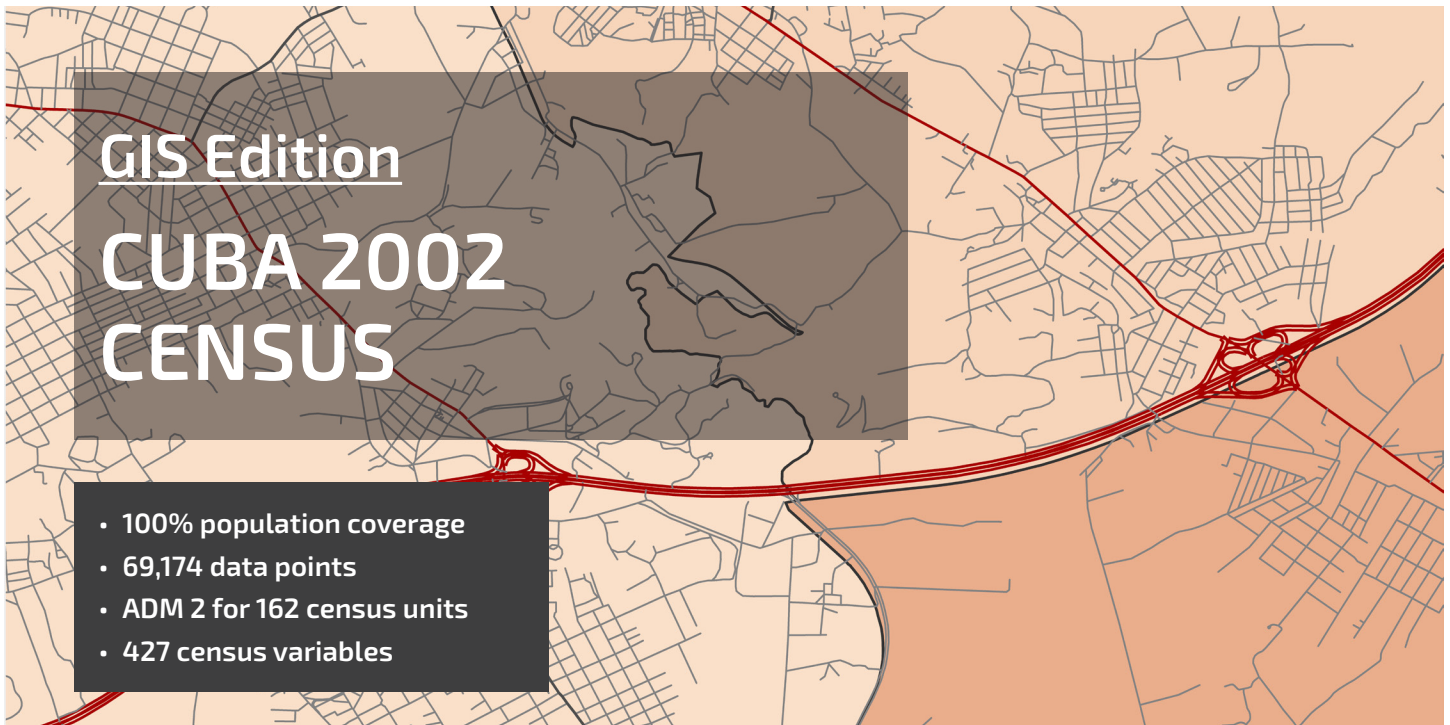 GIS Edition
CUBA 2002
CENSUS
• 100% population coverage
• 69,174 data points
• ADM 2 for 162 census units
• 427 census variables